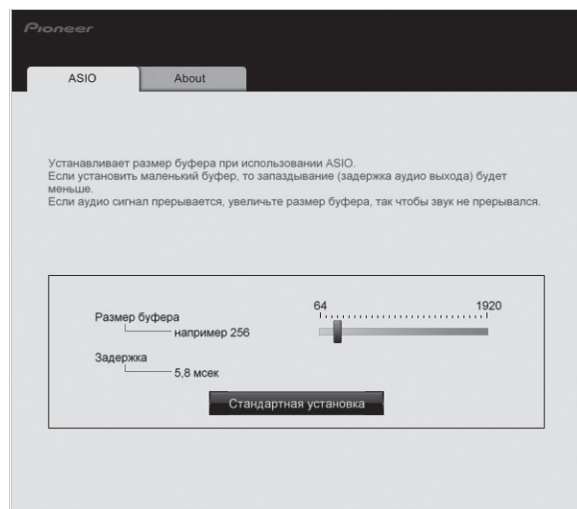 Pioneer
ASIO
About
Устанавливает размер буфера при использовании ASIO.
Если установить маленький буфер, то запаздывание (задержка аудио выхода) будет
меньше.
Если аудио сигнал прерывается, увеличьте размер буфера, так чтобы звук не прерывался.
64 1920
Размер буфера
например 256
Задержка
5,8 мсек
Стандартная установка